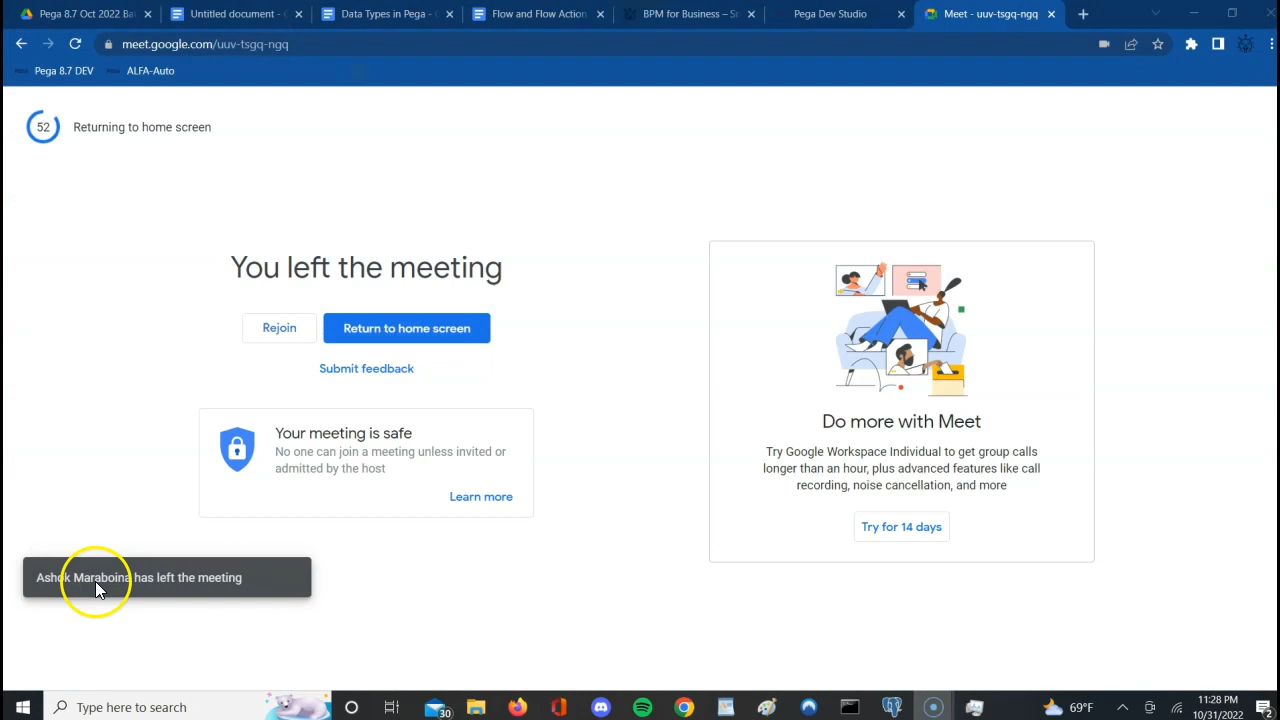 Pega 8.7 Oct 2022 Bat
Untitled document - G
Data Types in Pega - G
Flow and Flow Action
BPM for Business – S
Pega Dev Studio
Meet - uuv-tsgq-ngq
meet.google.com/uuv-tsgq-ngq
Pega 8.7 DEV
ALFA-Auto
52
Returning to home screen
You left the meeting
Rejoin
Return to home screen
Submit feedback
Your meeting is safe
No one can join a meeting unless invited or
admitted by the host
Learn more
Do more with Meet
Try Google Workspace Individual to get group calls
longer than an hour, plus advanced features like call
recording, noise cancellation, and more
Try for 14 days
Ashok Maraboina has left the meeting
Type here to search
30
69°F
11:28 PM
10/31/2022
2